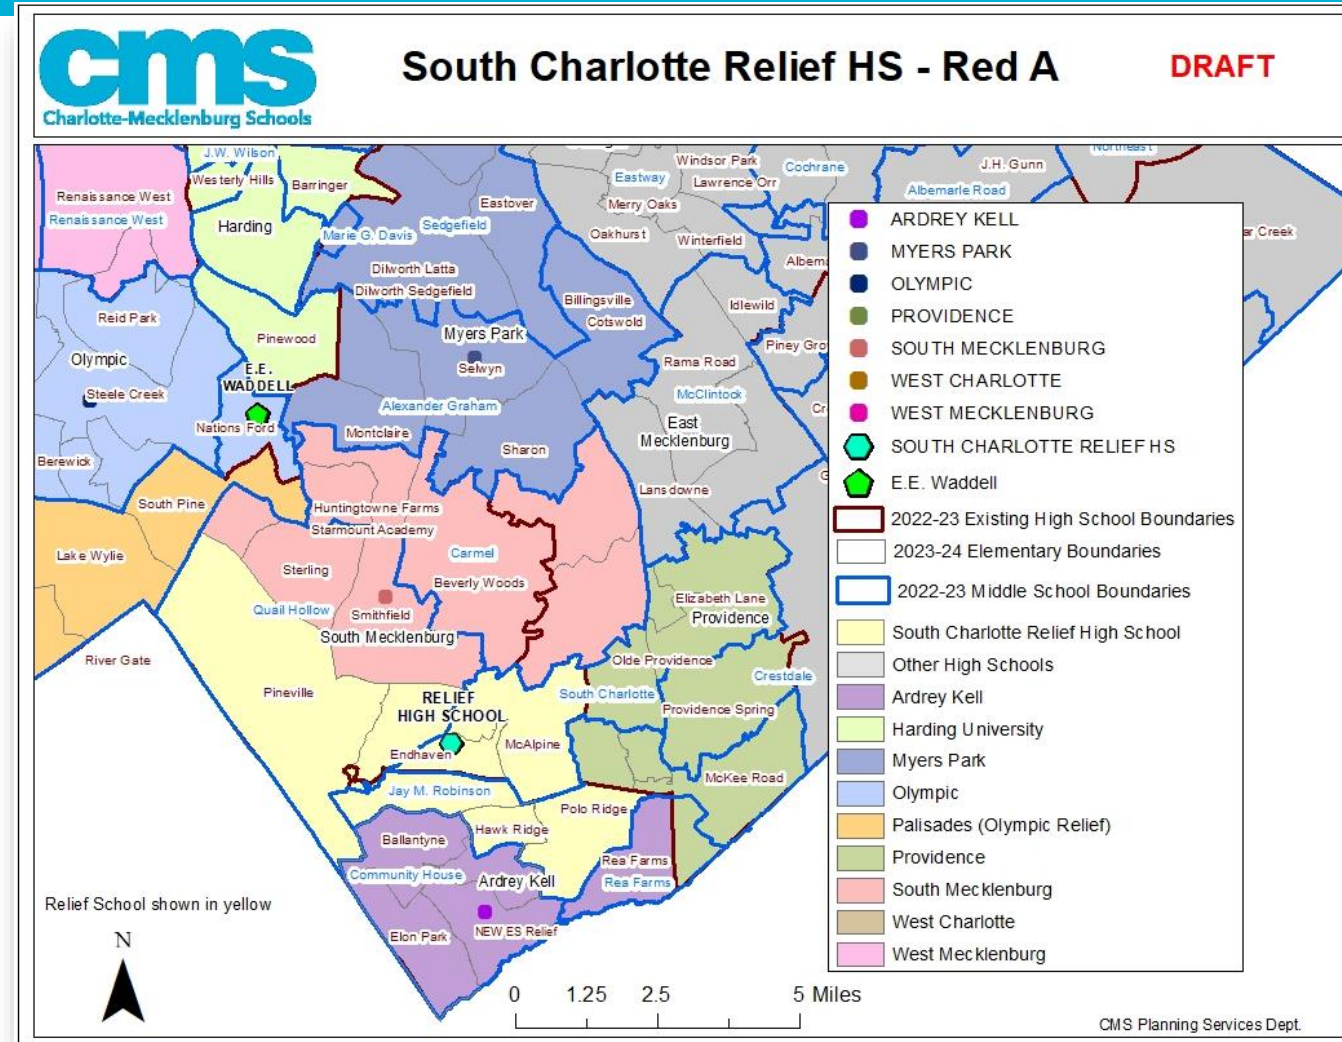 cms
Charlotte-Mecklenburg Schools
South Charlotte Relief HS - Red A
DRAFT
J.W. Wilson
Westerly Hills
Barringer
Renaissance West
Renaissance West
Harding
Marie G. Davis
Sedgefield
Eastover
Dilworth Latta
Dilworth Sedgefield
Windsor Park
Eastway
Lawrence Orr
Merry Oaks
Oakhurst
Winterfield
Cochrane
J.H. Gunn
Northeast
Albemarle Road
ar Creek
Albem
Idlewild
Billingsville
Cotswold
Reid Park
Olympic
Steele Creek
Pinewood
E.E.
WADDELL
Nations Ford
Berewick
Myers Park
Selwyn
Alexander Graham
Montclaire
Sharon
Rama Road
Piney Gro
McClintock
Cr
East
Mecklenburg
Lansdowne
G
South Pine
Lake Wylie
River Gate
Huntingtowne Farms
Starmount Academy
Carmel
Sterling
Beverly Woods
Quail Hollow
Smithfield
South Mecklenburg
Elizabeth Lane
Providence
Olde Providence
Crestdale
South Charlotte
Providence Spring
Pineville
RELIEF
HIGH SCHOOL
Endhaven
McAlpine
McKee Road
Jay M. Robinson
Polo Ridge
Ballantyne
Hawk Ridge
Rea Farms
Rea Farms
Community House
Ardrey Kell
Elon Park
NEW ES Relief
ARDREY KELL
MYERS PARK
OLYMPIC
PROVIDENCE
SOUTH MECKLENBURG
WEST CHARLOTTE
WEST MECKLENBURG
SOUTH CHARLOTTE RELIEF HS
E.E. Waddell
2022-23 Existing High School Boundaries
2023-24 Elementary Boundaries
2022-23 Middle School Boundaries
South Charlotte Relief High School
Other High Schools
Ardrey Kell
Harding University
Myers Park
Olympic
Palisades (Olympic Relief)
Providence
South Mecklenburg
West Charlotte
West Mecklenburg
Relief School shown in yellow
N
0 1.25 2.5 5 Miles
CMS Planning Services Dept.